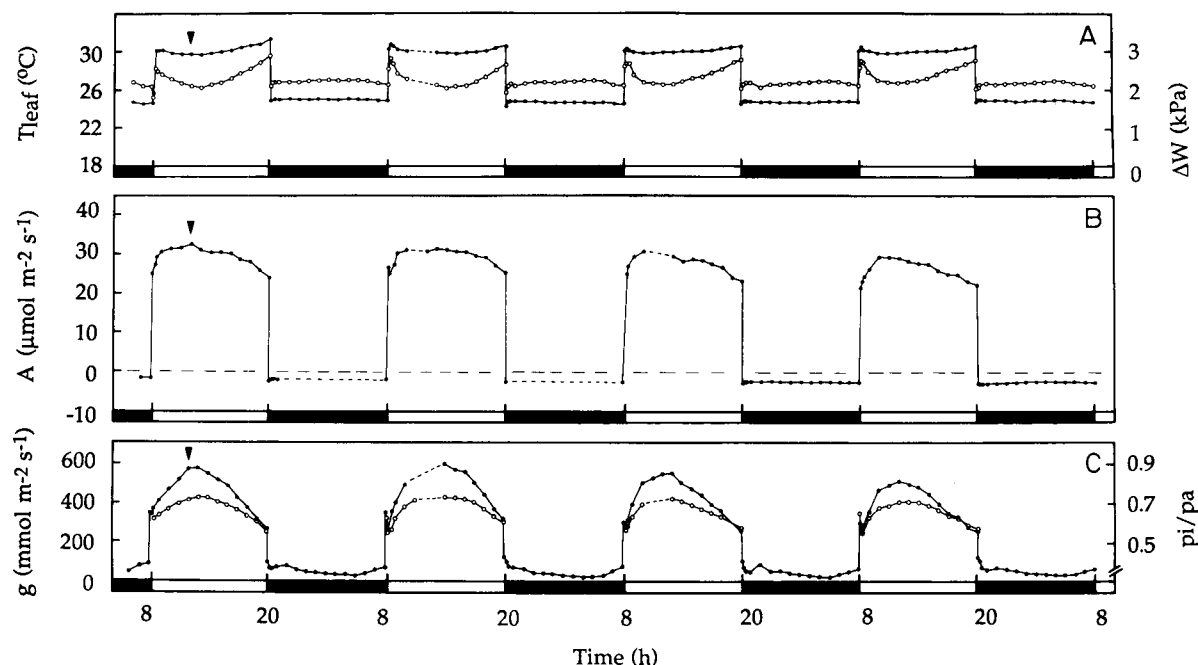 A
T_leaf (ºC)
30
26
22
18
3
2
1
0
ΔW (kPa)
B
A (μmol m-2 s-1)
40
30
20
10
0
-10
C
g (mmol m-2 s-1)
600
400
200
0
0.9
0.7
0.5
pi/pa
8 20 8 20 8 20 8 20 8
Time (h)